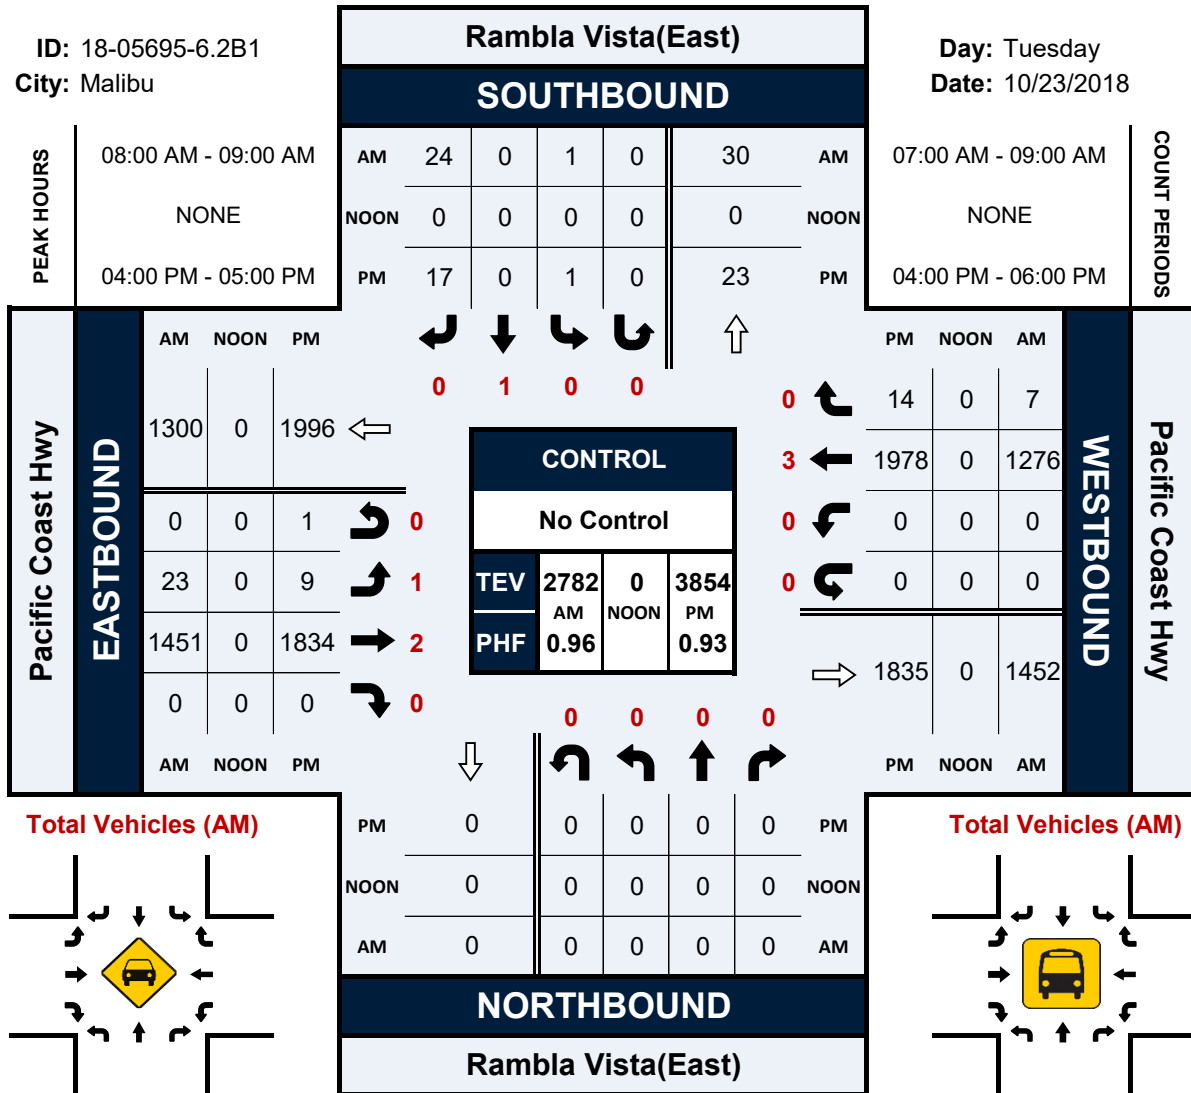 ID: 18-05695-6.2B1
City: Malibu
Rambla Vista(East)
SOUTHBOUND
Day: Tuesday
Date: 10/23/2018
PEAK HOURS
08:00 AM - 09:00 AM
NONE
04:00 PM - 05:00 PM
AM 24 0 1 0 30 AM
NOON 0 0 0 0 0 NOON
PM 17 0 1 0 23 PM
07:00 AM - 09:00 AM
NONE
04:00 PM - 06:00 PM
COUNT PERIODS
0 1 0 0
Pacific Coast Hwy
EASTBOUND
AM NOON PM
1300 0 1996
0 0 1 0
23 0 9 1
1451 0 1834 2
0 0 0 0
AM NOON PM
CONTROL
No Control
TEV 2782 0 3854
AM NOON PM
PHF 0.96 0.93
PM NOON AM
0 14 0 7
3 1978 0 1276
0 0 0 0
0 0 0 0
1835 0 1452
PM NOON AM
WESTBOUND
Pacific Coast Hwy
0 0 0 0
PM 0 0 0 0 0 PM
NOON 0 0 0 0 0 NOON
AM 0 0 0 0 0 AM
NORTHBOUND
Rambla Vista(East)
Total Vehicles (AM)
Total Vehicles (AM)